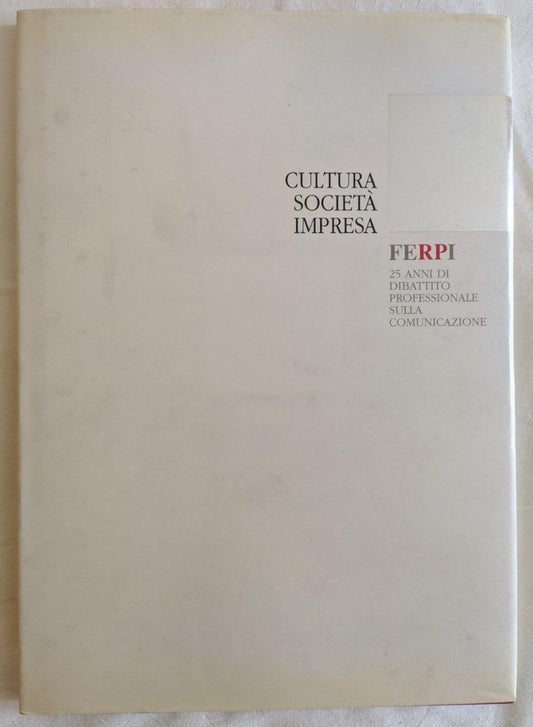 CULTURA
SOCIETÀ
IMPRESA
FERPI
25 ANNI DI
DIBATTITO
PROFESSIONALE
SULLA
COMUNICAZIONE